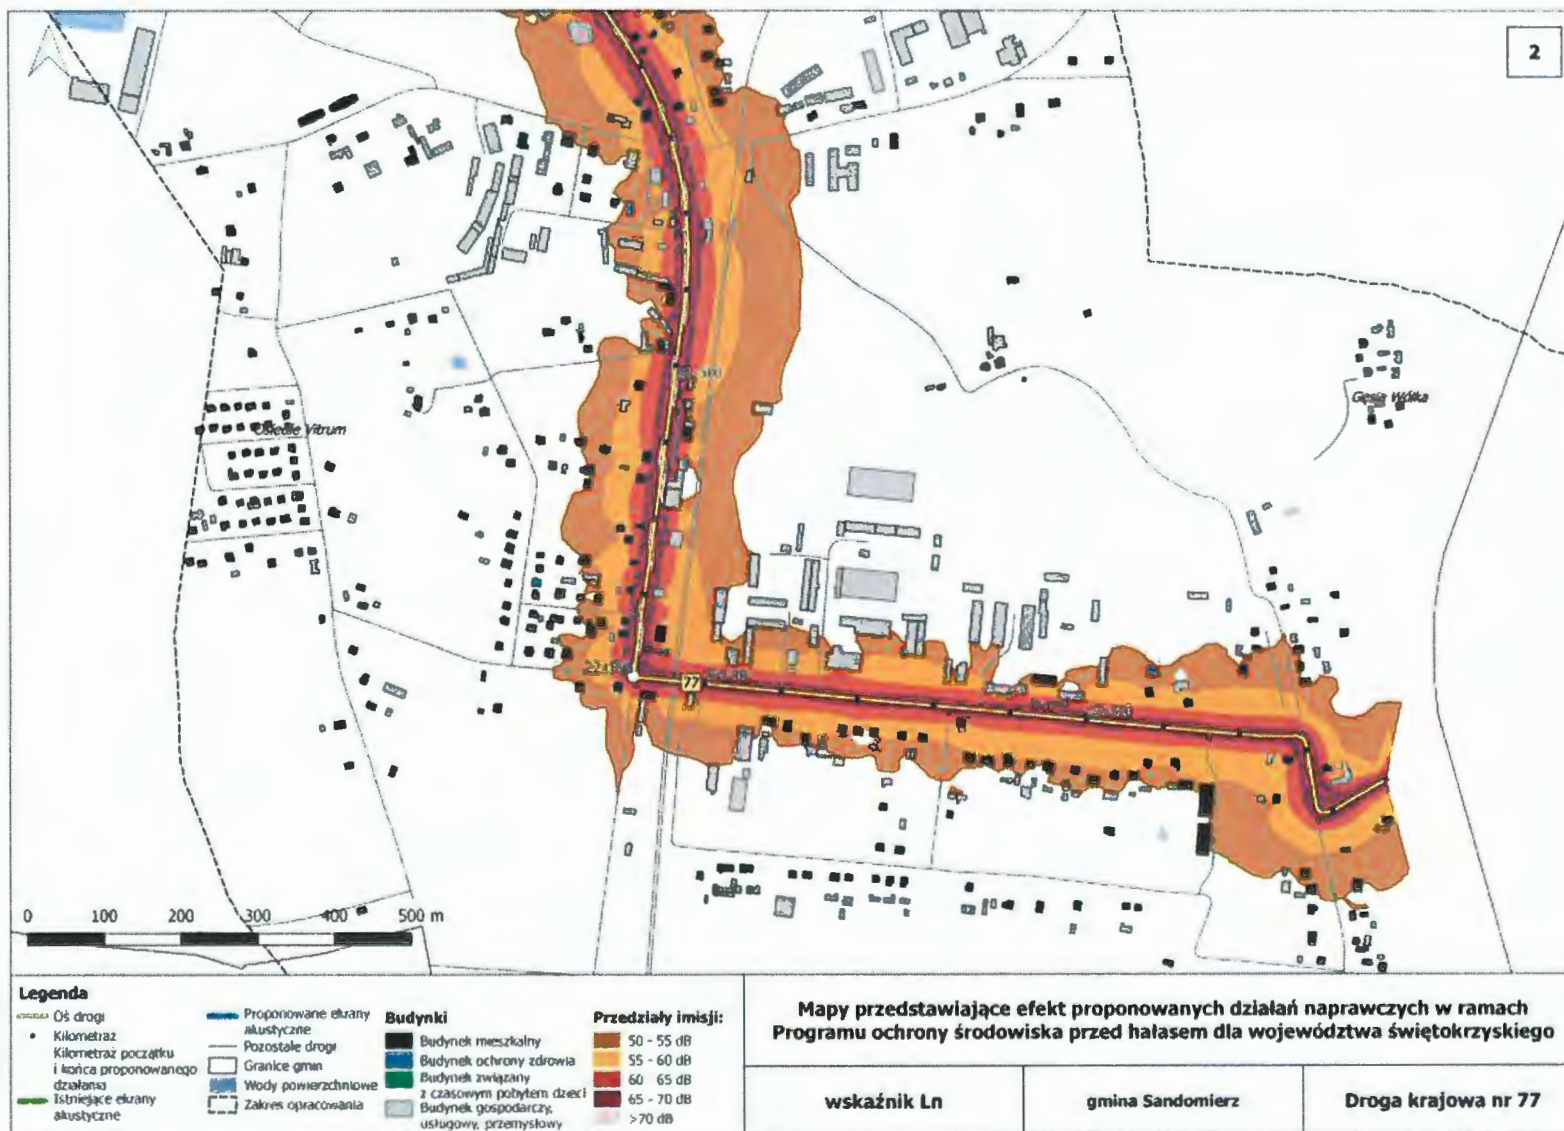 2
Gęsia Wólka
Osiedle Vitrum
77
0 100 200 300 400 500 m
Legenda
Oś drogi
Kilometraż
Kilometraż początku
i końca proponowanego
działania
Istniejące ekrany
akustyczne
Proponowane ekrany
akustyczne
Pozostałe drogi
Granice gmin
Wody powierzchniowe
Zakres opracowania
Budynki
Budynek mieszkalny
Budynek ochrony zdrowia
Budynek związany
z czasowym pobytem dzieci
Budynek gospodarczy,
usługowy, przemysłowy
Przedziały imisji:
50 - 55 dB
55 - 60 dB
60 65 dB
65 - 70 dB
>70 dB
Mapy przedstawiające efekt proponowanych działań naprawczych w ramach
Programu ochrony środowiska przed hałasem dla województwa świętokrzyskiego
wskaźnik Ln
gmina Sandomierz
Droga krajowa nr 77